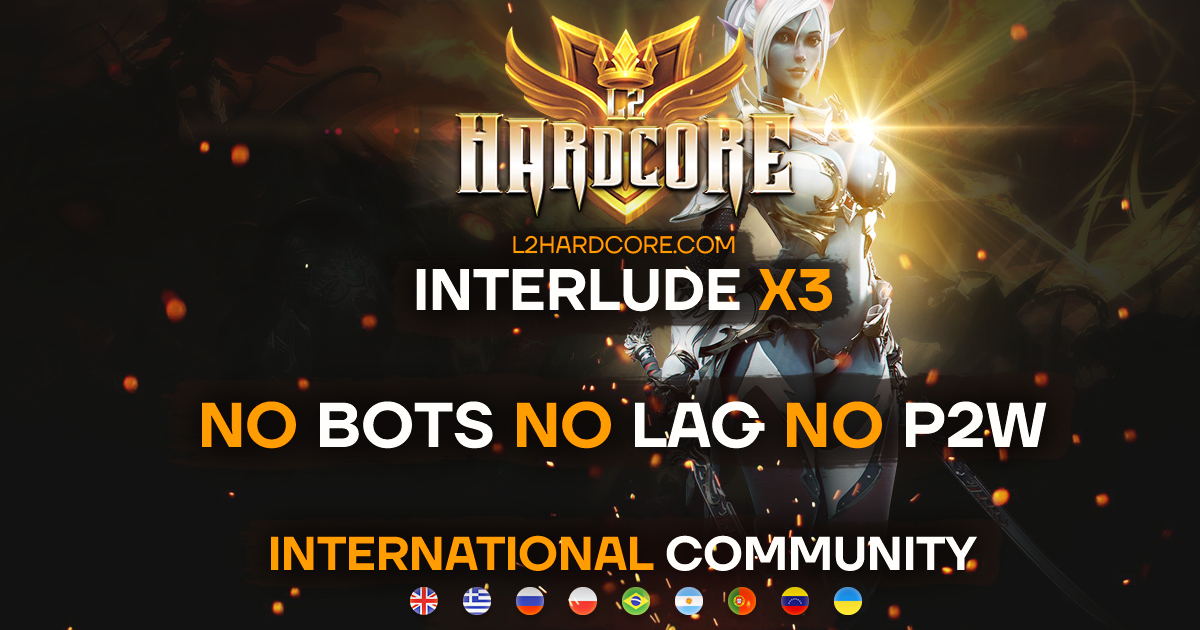 L2
HARDCORE
L2HARDCORE.COM
INTERLUDE X3
NO BOTS NO LAG NO P2W
INTERNATIONAL COMMUNITY